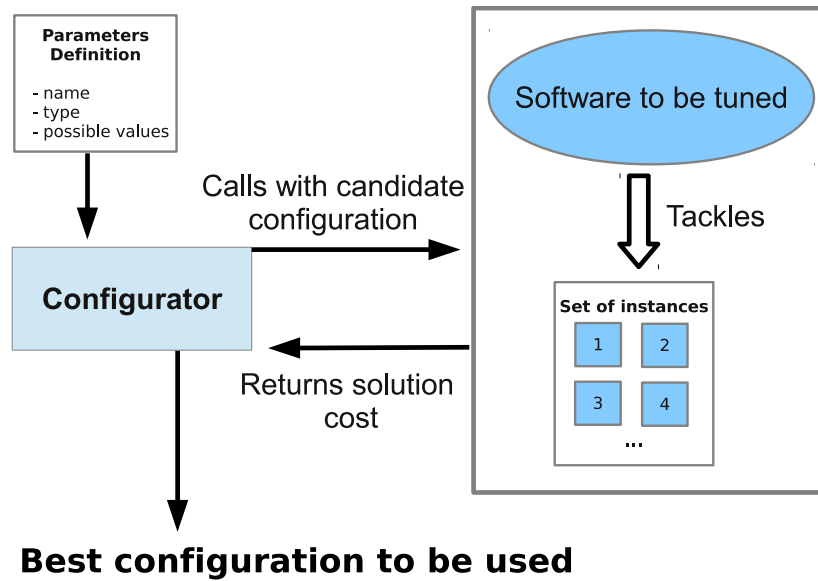 Parameters
Definition
- name
- type
- possible values
Software to be tuned
Calls with candidate
configuration
Tackles
Configurator
Set of instances
1 2
3 4
...
Returns solution
cost
Best configuration to be used